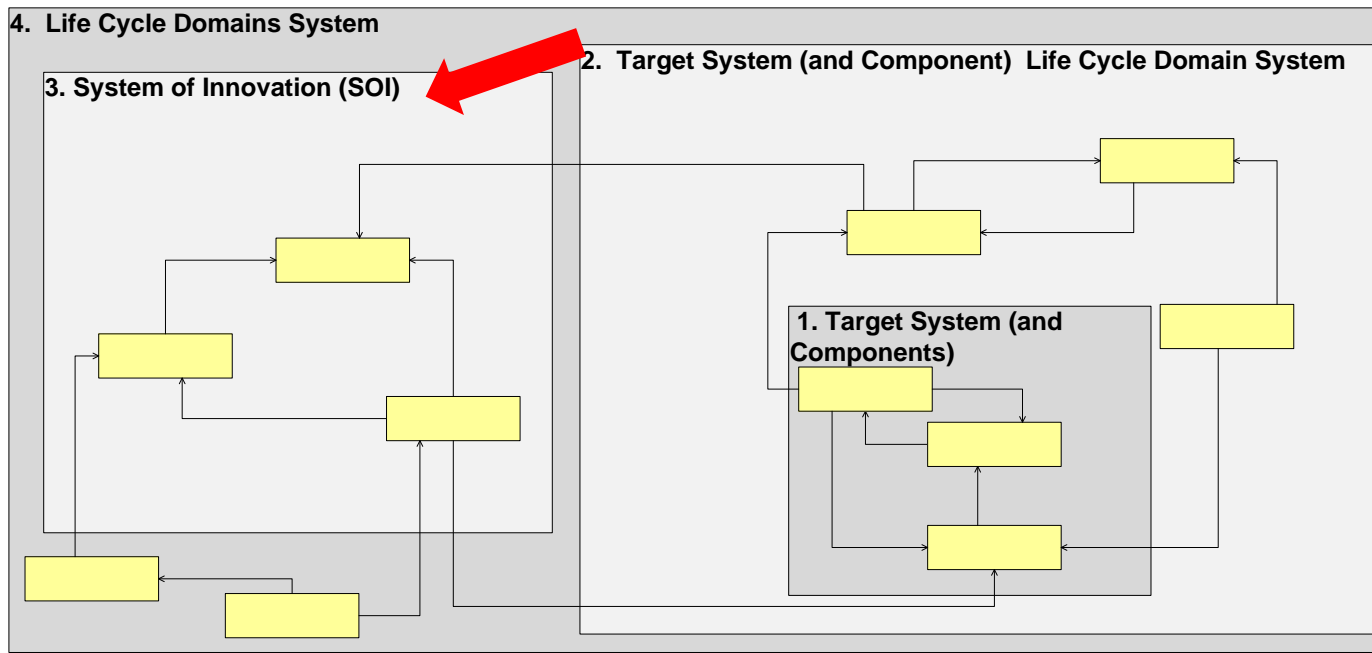 4. Life Cycle Domains System
2. Target System (and Component) Life Cycle Domain System
3. System of Innovation (SOI)
1. Target System (and
Components)